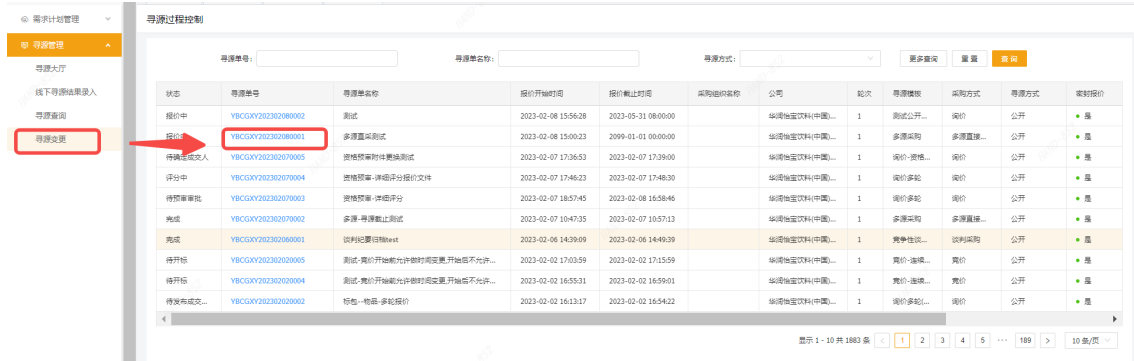 需求计划管理
寻源管理
寻源大厅
线下寻源结果录入
寻源查询
寻源变更
寻源过程控制
寻源单号: 寻源单名称: 寻源方式: 更多查询 重置 查询
状态 寻源单号 寻源单名称 报价开始时间 报价截止时间 采购组织名称 公司 轮次 寻源模板 采购方式 寻源方式 密封报价
报价中 YBCGXY202302080002 测试 2023-02-08 15:56:28 2023-05-31 08:00:00 华润怡宝饮料(中国)... 1 测试公开... 询价 公开 是
报价 YBCGXY202302080001 多源直采测试 2023-02-08 15:00:23 2099-01-01 00:00:00 华润怡宝饮料(中国)... 1 多源采购 多源直接... 公开 是
待确定成交人 YBCGXY202302070005 资格预审附件更换测试 2023-02-07 17:36:53 2023-02-07 17:39:00 华润怡宝饮料(中国)... 1 询价-资格... 询价 公开 是
评分中 YBCGXY202302070004 资格预审-详细评分报价文件 2023-02-07 17:46:23 2023-02-07 17:48:30 华润怡宝饮料(中国)... 1 询价多轮 询价 公开 是
待预审审批 YBCGXY202302070003 资格预审-详细评分 2023-02-07 18:57:45 2023-02-08 16:58:46 华润怡宝饮料(中国)... 1 询价多轮 询价 公开 是
完成 YBCGXY202302070002 多源-寻源截止测试 2023-02-07 10:47:35 2023-02-07 10:57:13 华润怡宝饮料(中国)... 1 多源采购 多源直接... 公开 是
完成 YBCGXY202302060001 谈判纪要归档test 2023-02-06 14:39:09 2023-02-06 14:49:39 华润怡宝饮料(中国)... 1 竞争性谈... 谈判采购 公开 是
待开标 YBCGXY202302020005 测试-竞价开始前允许做时间变更,开始后不允许... 2023-02-02 17:03:59 2023-02-02 17:15:59 华润怡宝饮料(中国)... 1 竞价-连续... 竞价 公开 是
待开标 YBCGXY202302020004 测试-竞价开始前允许做时间变更,开始后不允许... 2023-02-02 16:55:31 2023-02-02 16:59:01 华润怡宝饮料(中国)... 1 竞价-连续... 竞价 公开 是
待发布成交... YBCGXY202302020002 标包--物品-多轮报价 2023-02-02 16:13:17 2023-02-02 16:54:22 华润怡宝饮料(中国)... 1 询价多轮(... 询价 公开 是
显示 1 - 10 共 1883 条 < 1 2 3 4 5 ··· 189 > 10 条/页